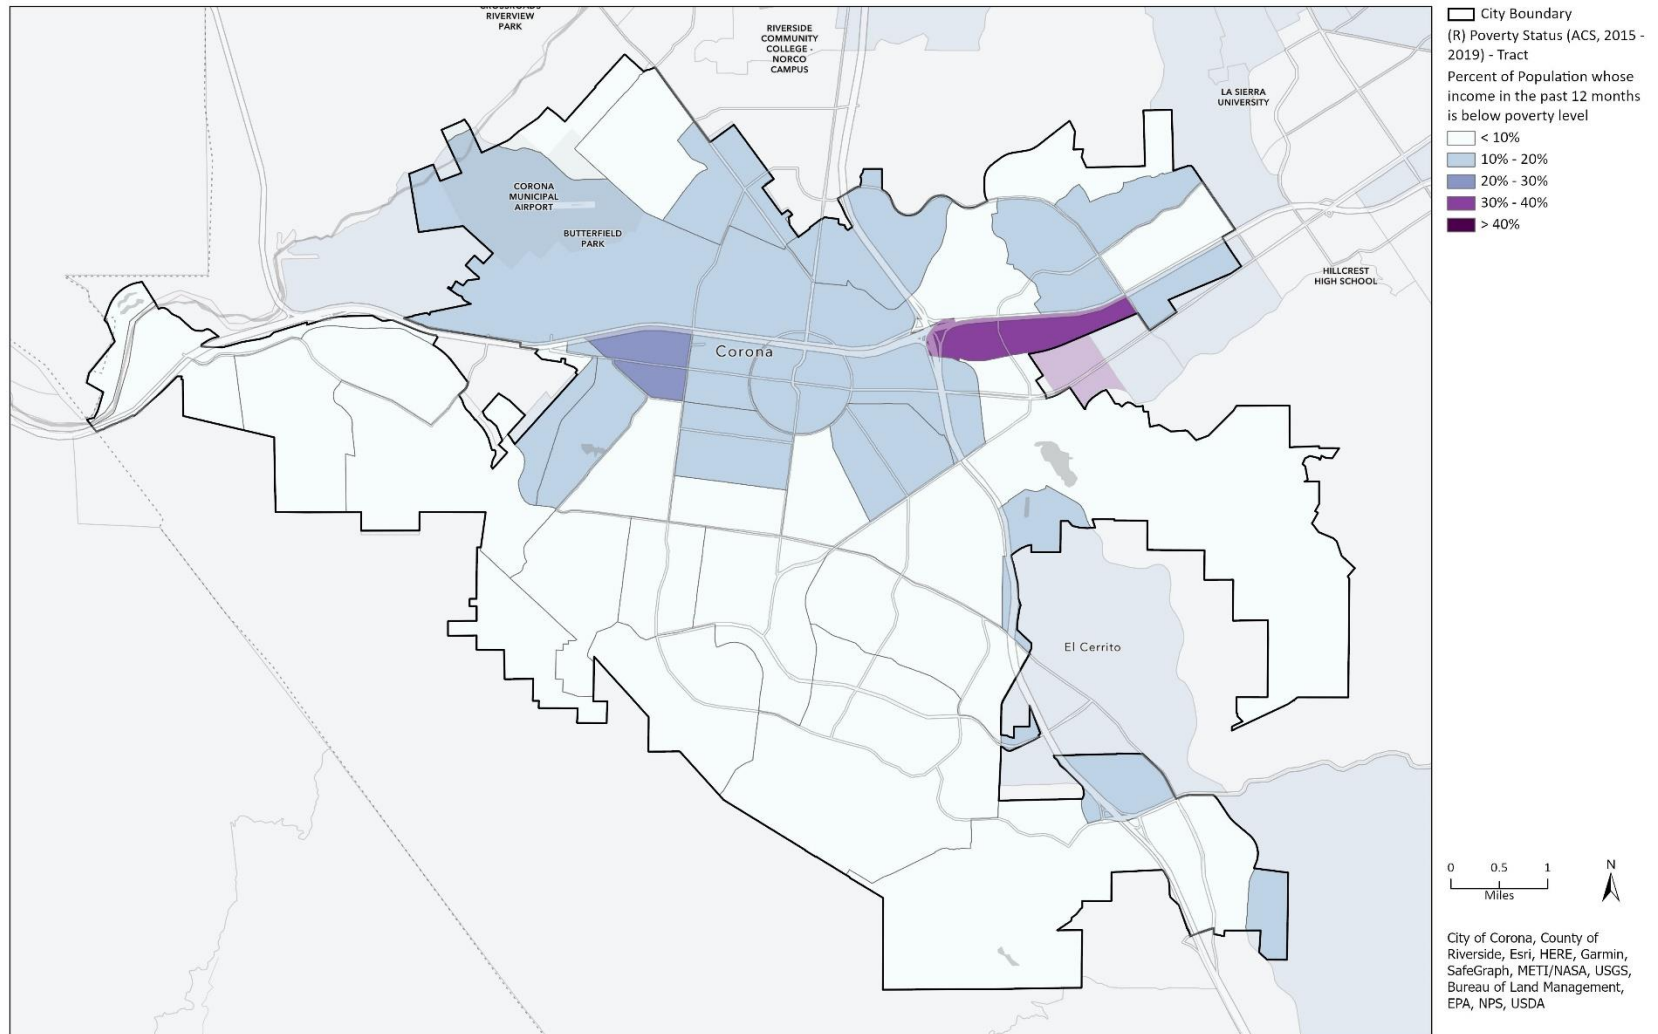 CROSSROADS
RIVERVIEW
PARK
RIVERSIDE
COMMUNITY
COLLEGE -
NORCO
CAMPUS
LA SIERRA
UNIVERSITY
CORONA
MUNICIPAL
AIRPORT
BUTTERFIELD
PARK
HILLCREST
HIGH SCHOOL
Corona
El Cerrito
City Boundary
(R) Poverty Status (ACS, 2015 -
2019) - Tract
Percent of Population whose
income in the past 12 months
is below poverty level
< 10%
10% - 20%
20% - 30%
30% - 40%
> 40%
0 0.5 1
Miles
N
City of Corona, County of
Riverside, Esri, HERE, Garmin,
SafeGraph, METI/NASA, USGS,
Bureau of Land Management,
EPA, NPS, USDA